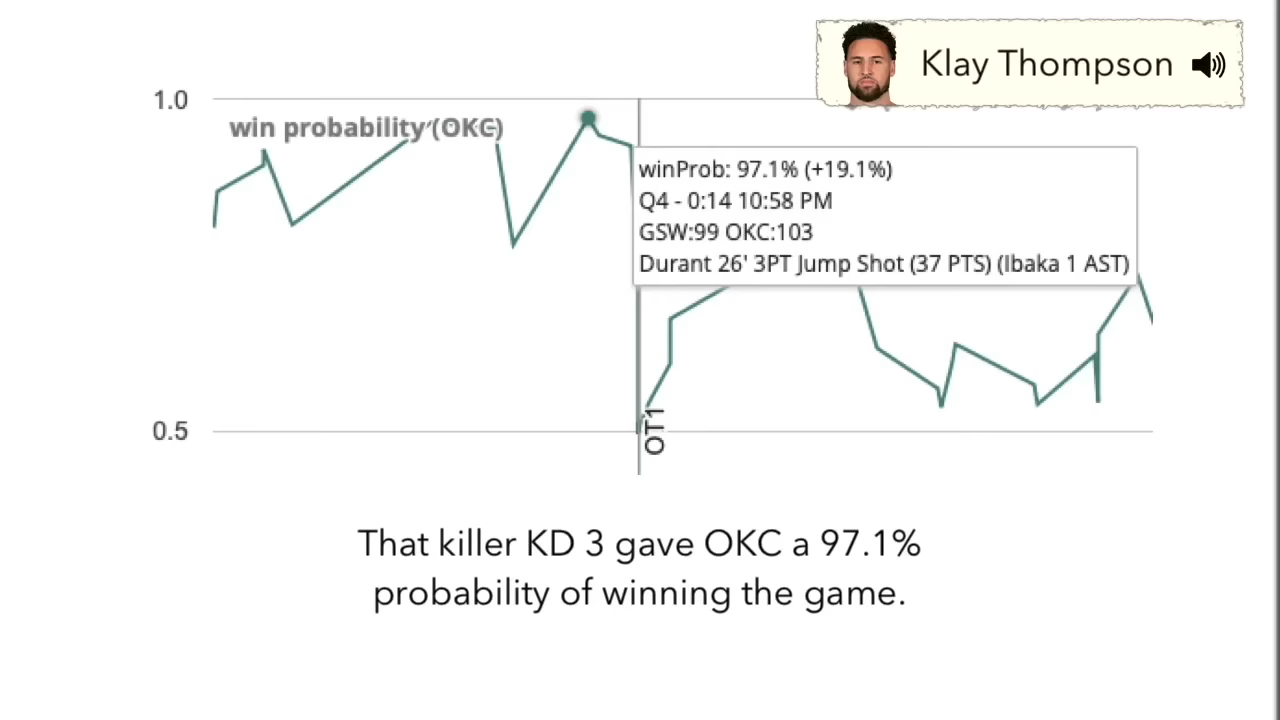 Klay Thompson
1.0
win probability (OKC)
winProb: 97.1% (+19.1%)
Q4 - 0:14 10:58 PM
GSW:99 OKC:103
Durant 26' 3PT Jump Shot (37 PTS) (Ibaka 1 AST)
0.5
OT1
That killer KD 3 gave OKC a 97.1%
probability of winning the game.